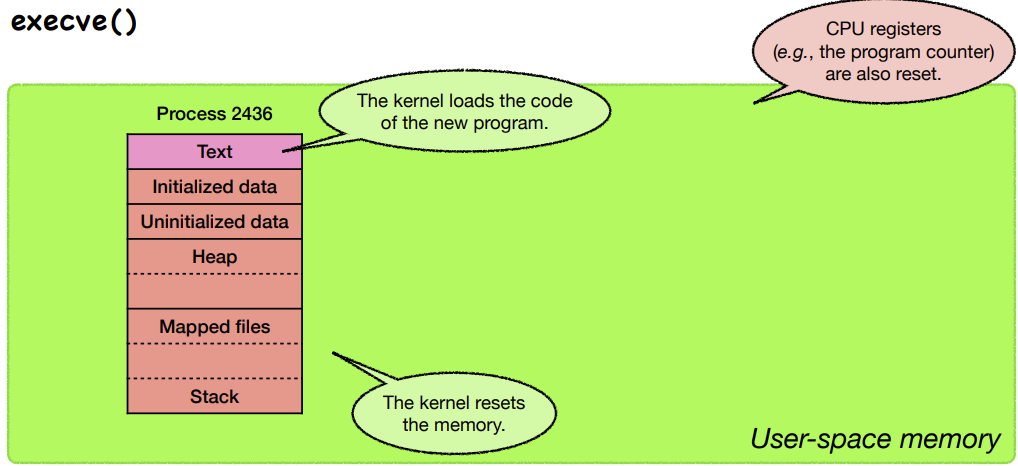 execve()
CPU registers
(e.g., the program counter)
are also reset.
Process 2436
The kernel loads the code
of the new program.
Text
Initialized data
Uninitialized data
Heap
Mapped files
Stack
The kernel resets
the memory.
User-space memory